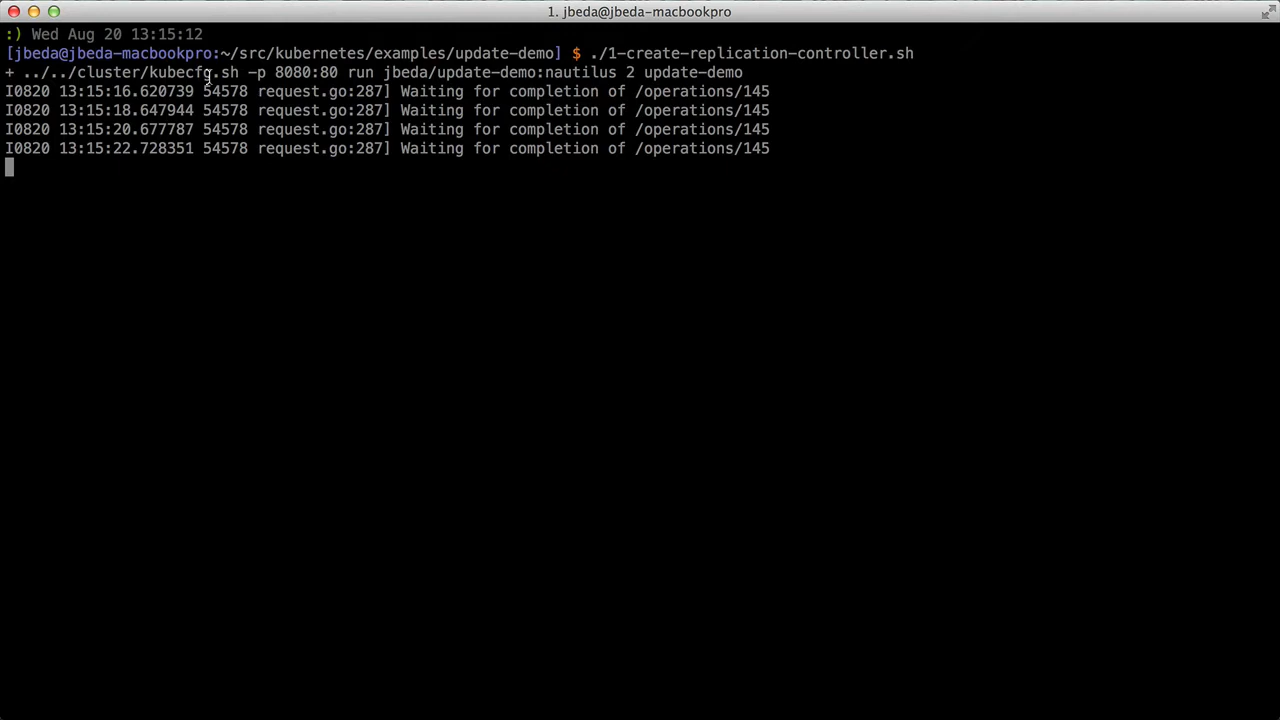 1. jbeda@jbeda-macbookpro
:) Wed Aug 20 13:15:12
[jbeda@jbeda-macbookpro:~/src/kubernetes/examples/update-demo] $ ./1-create-replication-controller.sh
+ ../../cluster/kubecfg.sh -p 8080:80 run jbeda/update-demo:nautilus 2 update-demo
I0820 13:15:16.620739 54578 request.go:287] Waiting for completion of /operations/145
I0820 13:15:18.647944 54578 request.go:287] Waiting for completion of /operations/145
I0820 13:15:20.677787 54578 request.go:287] Waiting for completion of /operations/145
I0820 13:15:22.728351 54578 request.go:287] Waiting for completion of /operations/145